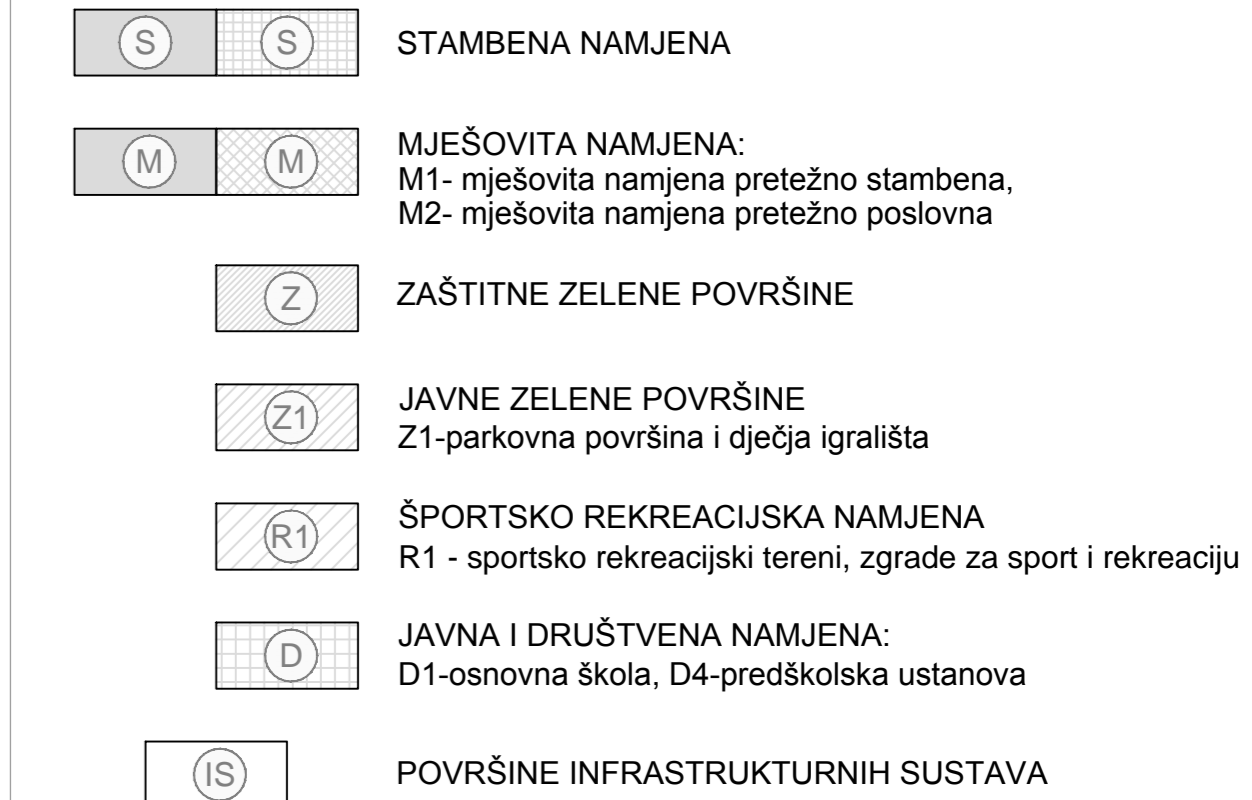 S S STAMBENA NAMJENA
M M MJEŠOVITA NAMJENA:
M1- mješovita namjena pretežno stambena,
M2- mješovita namjena pretežno poslovna
Z ZAŠTITNE ZELENE POVRŠINE
Z1 JAVNE ZELENE POVRŠINE
Z1-parkovna površina i dječja igrališta
R1 ŠPORTSKO REKREACIJSKA NAMJENA
R1 - sportsko rekreacijski tereni, zgrade za sport i rekreaciju
D JAVNA I DRUŠTVENA NAMJENA:
D1-osnovna škola, D4-predškolska ustanova
IS POVRŠINE INFRASTRUKTURNIH SUSTAVA